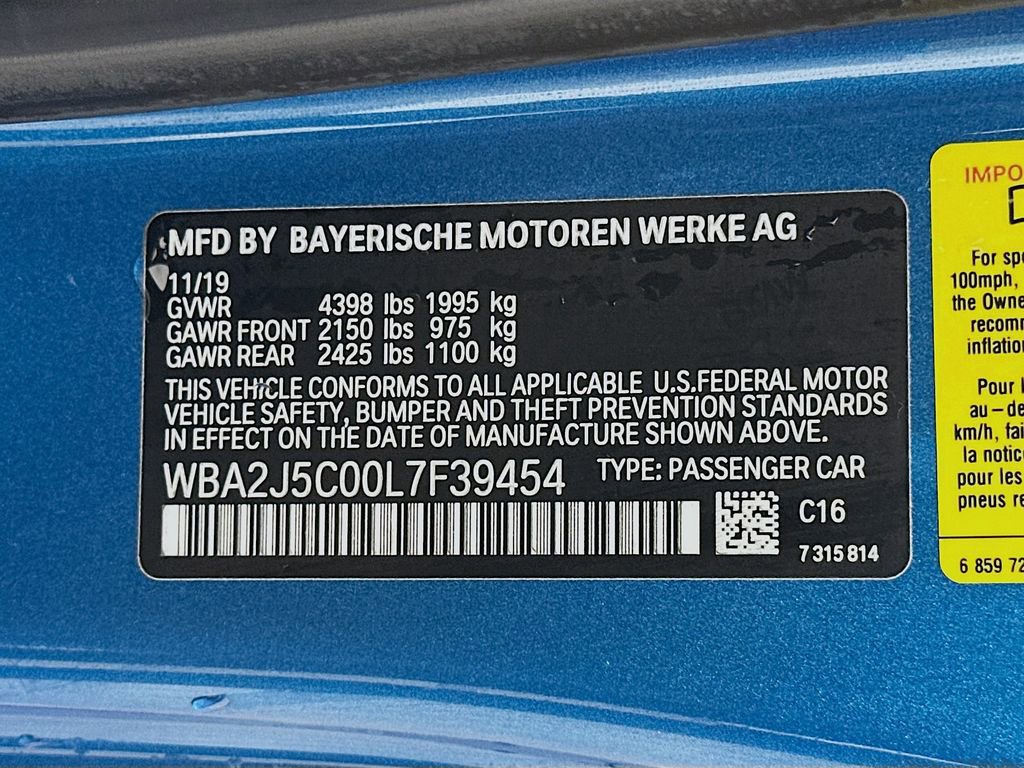 MFD BY BAYERISCHE MOTOREN WERKE AG
11/19
GVWR 4398 lbs 1995 kg
GAWR FRONT 2150 lbs 975 kg
GAWR REAR 2425 lbs 1100 kg
THIS VEHICLE CONFORMS TO ALL APPLICABLE U.S.FEDERAL MOTOR
VEHICLE SAFETY, BUMPER AND THEFT PREVENTION STANDARDS
IN EFFECT ON THE DATE OF MANUFACTURE SHOWN ABOVE.
WBA2J5C00L7F39454 TYPE: PASSENGER CAR
C16
7 315 814
IMPO
For spe
100mph,
the Owne
recomm
inflation
Pour l
au-de
km/h, fai
la notice
pour les
pneus re
6 859 72